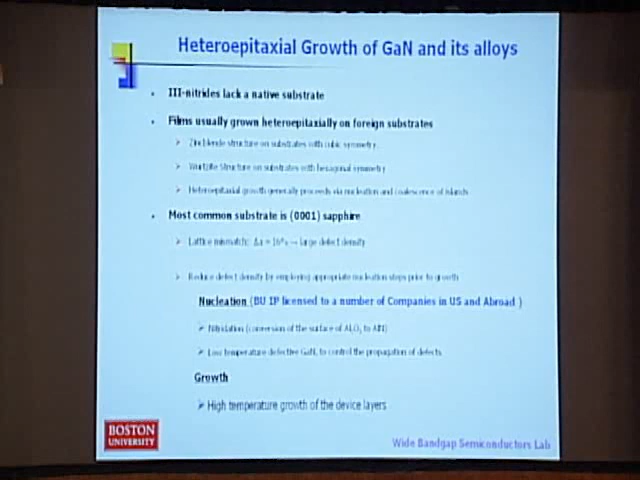 Heteroepitaxial Growth of GaN and its alloys
III-nitrides lack a native substrate
Films usually grown heteroepitaxially on foreign substrates
Zincblende structure on substrates with cubic symmetry
Wurtzite Structure on substrates with hexagonal symmetry
Heteroepitaxial growth generally proceeds via nucleation and coalescence of islands
Most common substrate is (0001) sapphire
Lattice mismatch: Δa = 16% → large defect density
Reduce defect density by employing appropriate nucleation steps prior to growth
Nucleation (BU IP licensed to a number of Companies in US and Abroad )
Nitridation (conversion of the surface of Al₂O₃ to AlN)
Low temperature defective GaN, to control the propagation of defects
Growth
High temperature growth of the device layers
BOSTON
UNIVERSITY
Wide Bandgap Semiconductors Lab